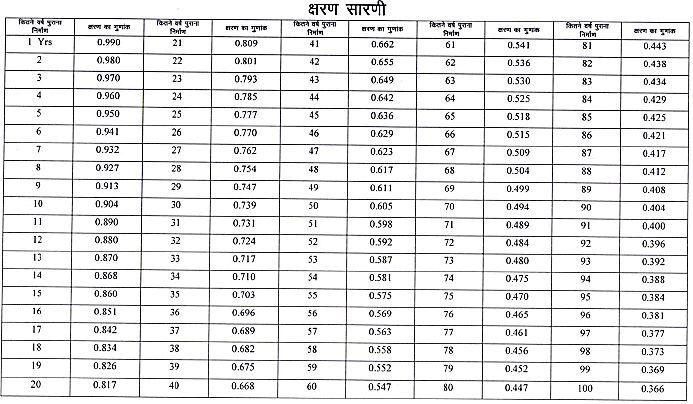 क्षरण सारणी
कितने वर्ष पुराना निर्माण क्षरण का गुणांक कितने वर्ष पुराना निर्माण क्षरण का गुणांक कितने वर्ष पुराना निर्माण क्षरण का गुणांक कितने वर्ष पुराना निर्माण क्षरण का गुणांक कितने वर्ष पुराना निर्माण क्षरण का गुणांक
1 Yrs 0.990 21 0.809 41 0.662 61 0.541 81 0.443
2 0.980 22 0.801 42 0.655 62 0.536 82 0.438
3 0.970 23 0.793 43 0.649 63 0.530 83 0.434
4 0.960 24 0.785 44 0.642 64 0.525 84 0.429
5 0.950 25 0.777 45 0.636 65 0.518 85 0.425
6 0.941 26 0.770 46 0.629 66 0.515 86 0.421
7 0.932 27 0.762 47 0.623 67 0.509 87 0.417
8 0.927 28 0.754 48 0.617 68 0.504 88 0.412
9 0.913 29 0.747 49 0.611 69 0.499 89 0.408
10 0.904 30 0.739 50 0.605 70 0.494 90 0.404
11 0.890 31 0.731 51 0.598 71 0.489 91 0.400
12 0.880 32 0.724 52 0.592 72 0.484 92 0.396
13 0.870 33 0.717 53 0.587 73 0.480 93 0.392
14 0.868 34 0.710 54 0.581 74 0.475 94 0.388
15 0.860 35 0.703 55 0.575 75 0.470 95 0.384
16 0.851 36 0.696 56 0.569 76 0.465 96 0.381
17 0.842 37 0.689 57 0.563 77 0.461 97 0.377
18 0.834 38 0.682 58 0.558 78 0.456 98 0.373
19 0.826 39 0.675 59 0.552 79 0.452 99 0.369
20 0.817 40 0.668 60 0.547 80 0.447 100 0.366